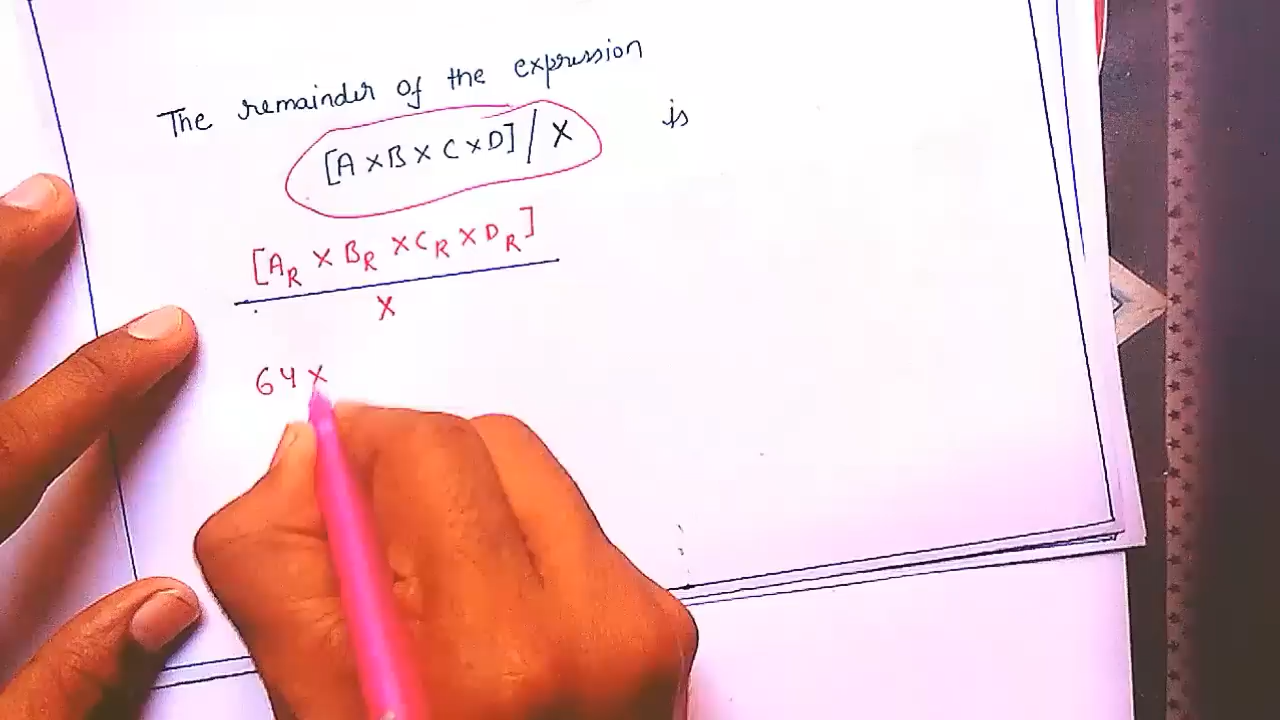 The remainder of the expression
[A × B × C × D] / X is
[A_R × B_R × C_R × D_R]
X
64 ×